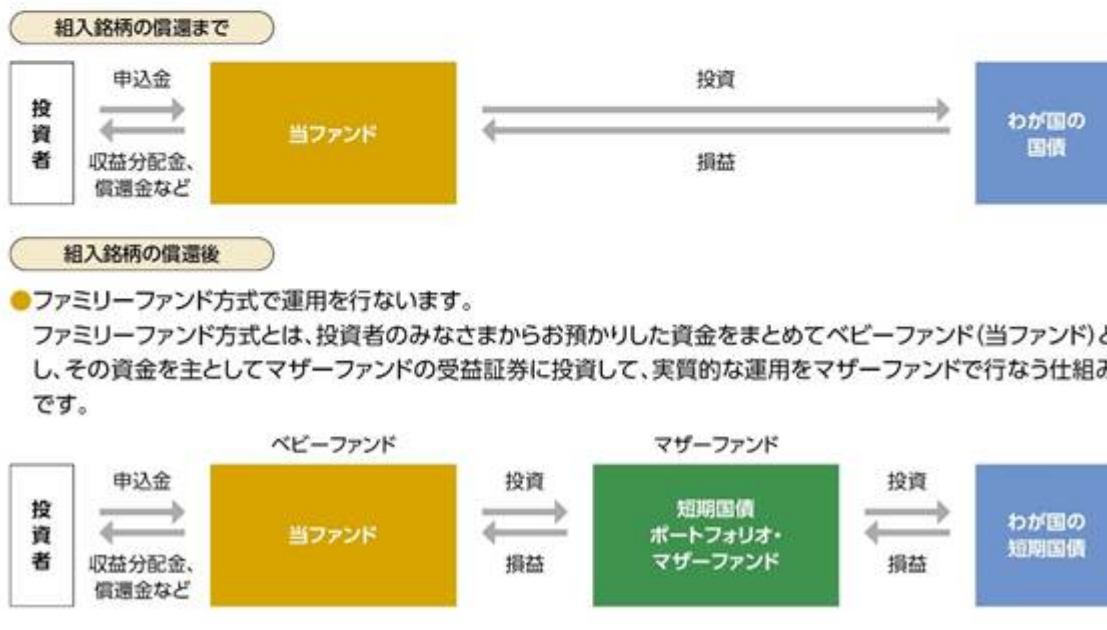 組入銘柄の償還まで
投資者
申込金
収益分配金、
償還金など
当ファンド
投資
損益
わが国の
国債
組入銘柄の償還後
●ファミリーファンド方式で運用を行ないます。
ファミリーファンド方式とは、投資者のみなさまからお預かりした資金をまとめてベビーファンド(当ファンド)と
し、その資金を主としてマザーファンドの受益証券に投資して、実質的な運用をマザーファンドで行なう仕組み
です。
投資者
申込金
収益分配金、
償還金など
ベビーファンド
当ファンド
投資
損益
マザーファンド
短期国債
ポートフォリオ・
マザーファンド
投資
損益
わが国の
短期国債